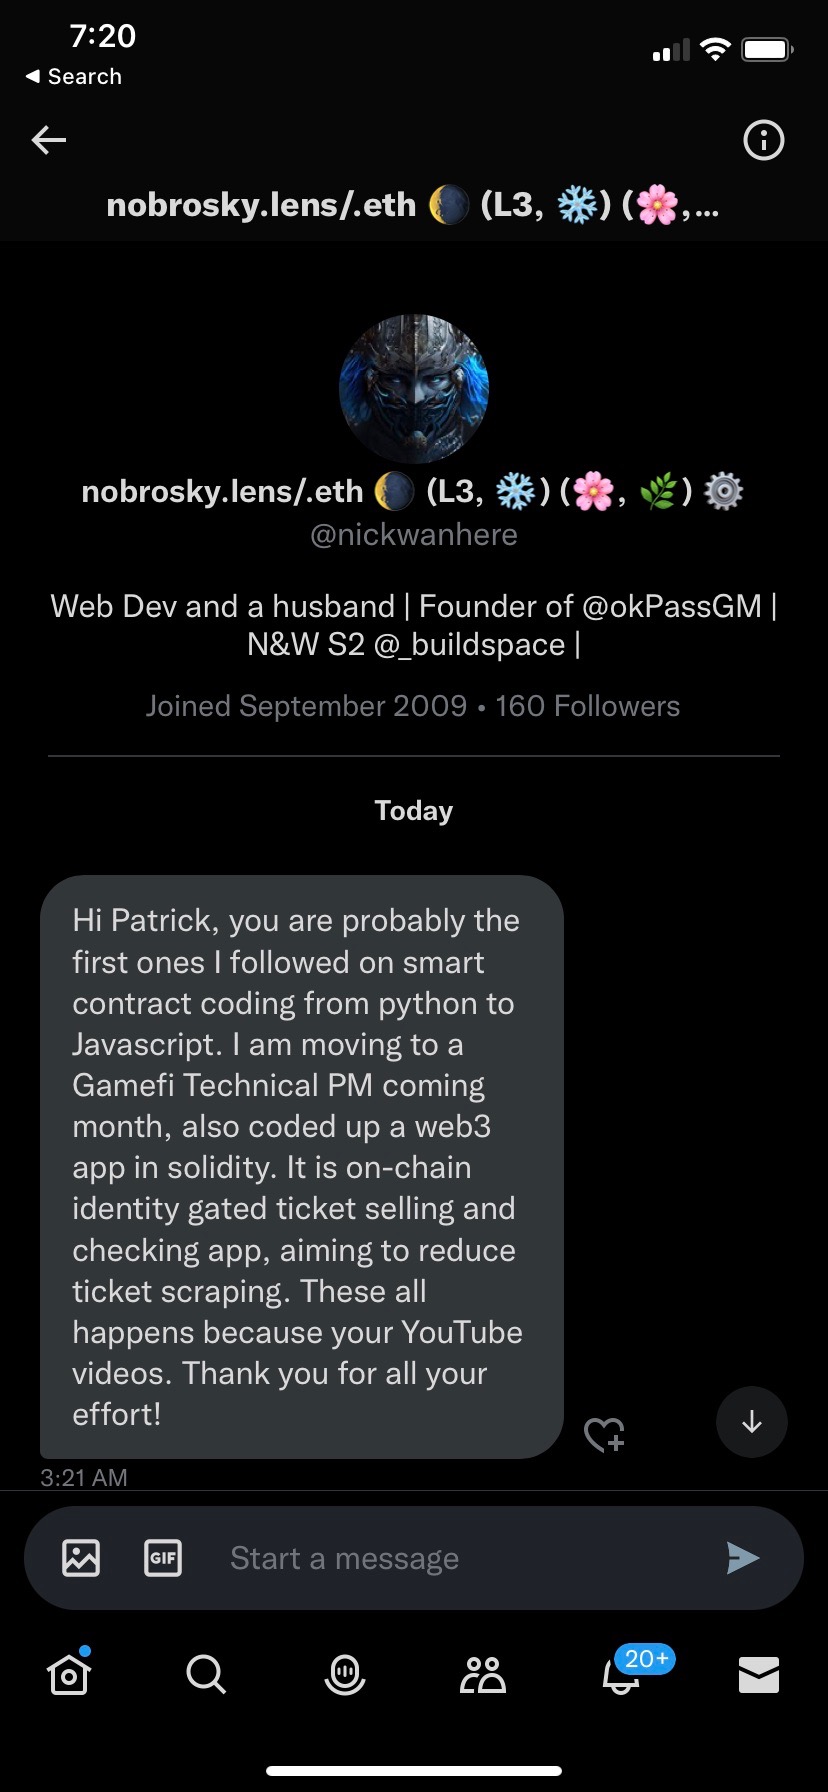 7:20
◀ Search
nobrosky.lens/.eth 🌘 (L3, ❄️) (🌸,...
nobrosky.lens/.eth 🌘 (L3, ❄️) (🌸, 🌿) ⚙️
@nickwanhere
Web Dev and a husband | Founder of @okPassGM |
N&W S2 @_buildspace |
Joined September 2009 • 160 Followers
Today
Hi Patrick, you are probably the
first ones I followed on smart
contract coding from python to
Javascript. I am moving to a
Gamefi Technical PM coming
month, also coded up a web3
app in solidity. It is on-chain
identity gated ticket selling and
checking app, aiming to reduce
ticket scraping. These all
happens because your YouTube
videos. Thank you for all your
effort!
3:21 AM
GIF
Start a message
20+